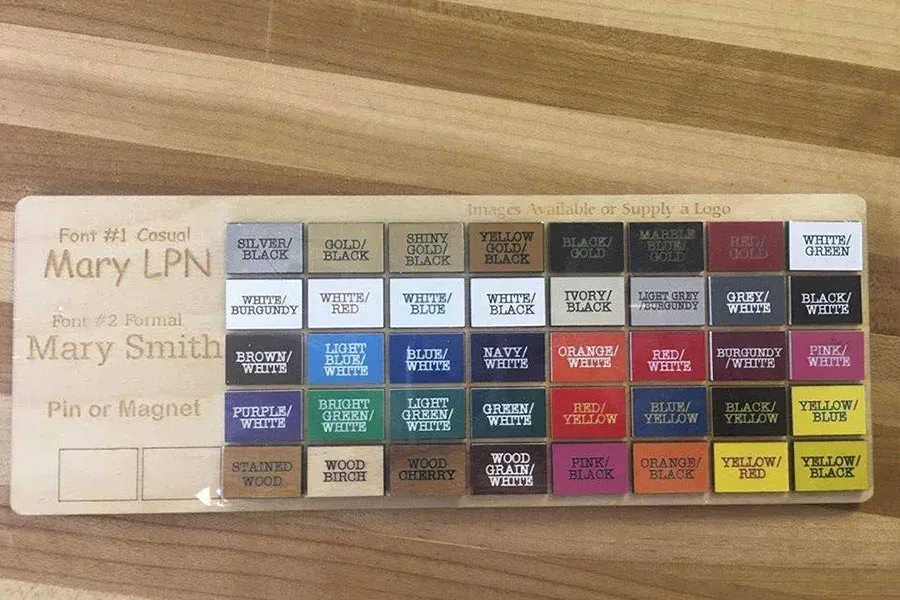 Images Available or Supply a Logo
Font #1 Casual
Mary LPN
Font #2 Formal
Mary Smith
Pin or Magnet
SILVER/
BLACK
GOLD/
BLACK
SHINY
GOLD/
BLACK
YELLOW
GOLD/
BLACK
BLACK/
GOLD
MARBLE
BLUE/
GOLD
RED/
GOLD
WHITE/
GREEN
WHITE/
BURGUNDY
WHITE/
RED
WHITE/
BLUE
WHITE/
BLACK
IVORY/
BLACK
LIGHT GREY
/BURGUNDY
GREY/
WHITE
BLACK/
WHITE
BROWN/
WHITE
LIGHT
BLUE/
WHITE
BLUE/
WHITE
NAVY/
WHITE
ORANGE/
WHITE
RED/
WHITE
BURGUNDY
/WHITE
PINK/
WHITE
PURPLE/
WHITE
BRIGHT
GREEN/
WHITE
LIGHT
GREEN/
WHITE
GREEN/
WHITE
RED/
YELLOW
BLUE/
YELLOW
BLACK/
YELLOW
YELLOW/
BLUE
STAINED
WOOD
WOOD
BIRCH
WOOD
CHERRY
WOOD
GRAIN/
WHITE
PINK/
BLACK
ORANGE/
BLACK
YELLOW/
RED
YELLOW/
BLACK